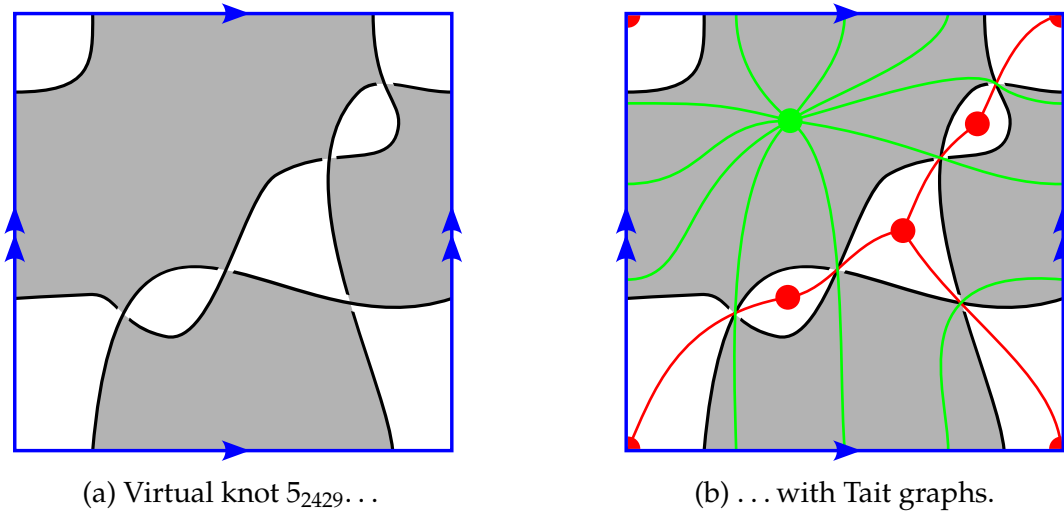 (a) Virtual knot 5₂₄₂₉...
(b) ...with Tait graphs.